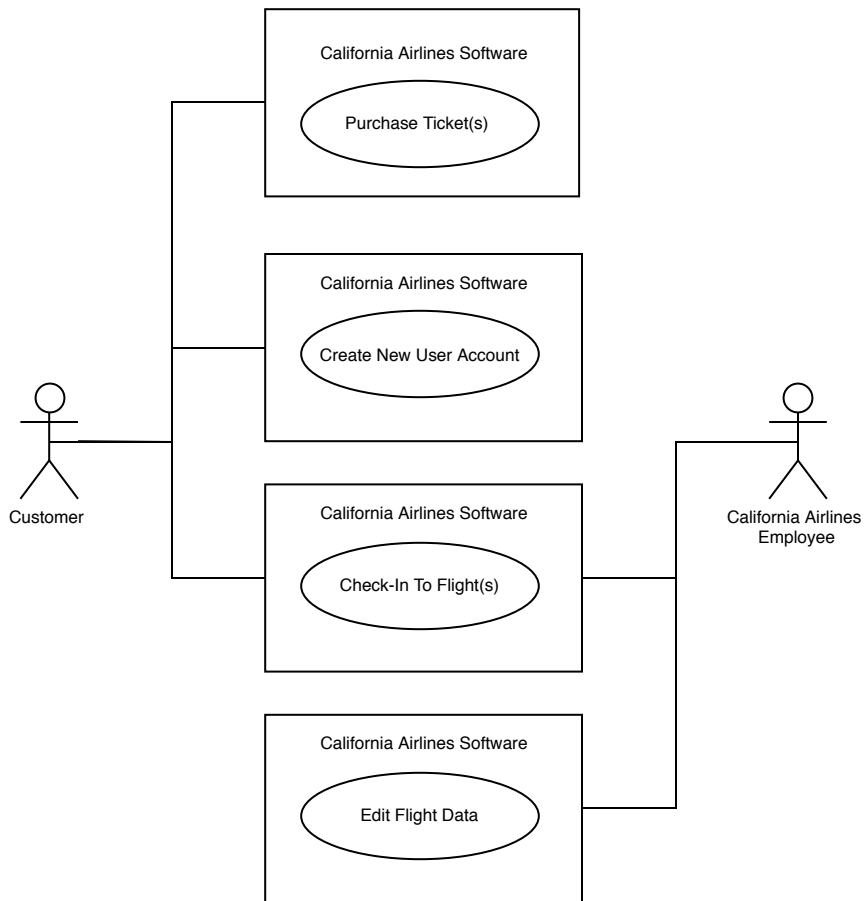 California Airlines Software
Purchase Ticket(s)
California Airlines Software
Create New User Account
Customer
California Airlines Software
Check-In To Flight(s)
California Airlines
Employee
California Airlines Software
Edit Flight Data